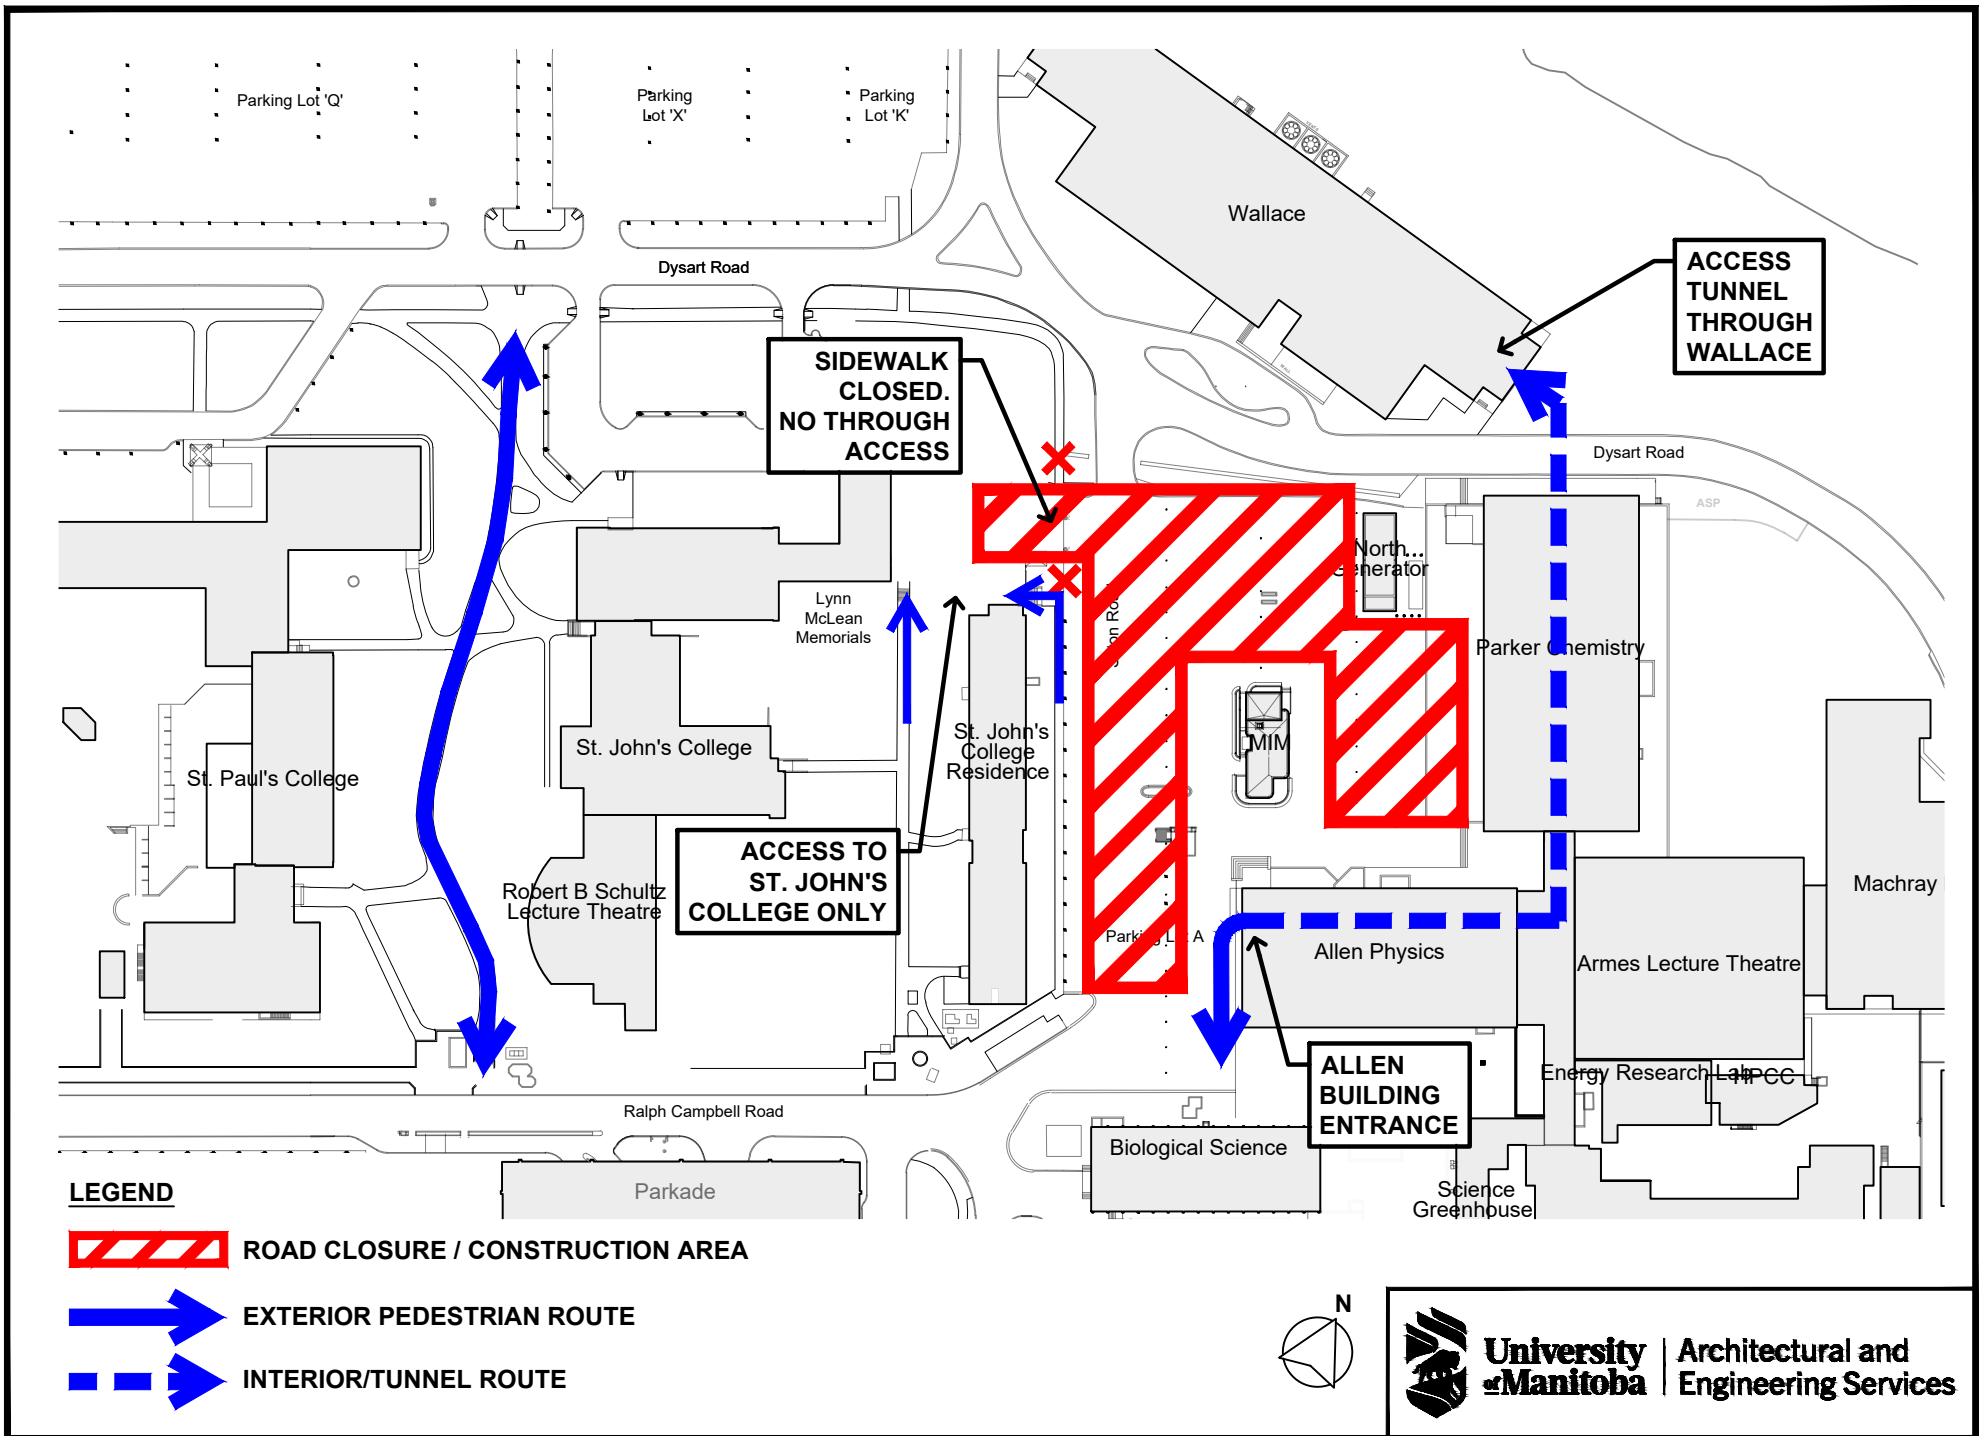 Parking Lot 'Q'
Parking
Lot 'X'
Parking
Lot 'K'
Wallace
Dysart Road
ACCESS
TUNNEL
THROUGH
WALLACE
SIDEWALK
CLOSED.
NO THROUGH
ACCESS
Dysart Road
ASP
North...
Generator
Lynn
McLean
Memorials
Parker Chemistry
St. John's College
St. John's
College
Residence
MIM
St. Paul's College
ACCESS TO
ST. JOHN'S
COLLEGE ONLY
Robert B Schultz
Lecture Theatre
Machray
Parking Lot A
Allen Physics
Armes Lecture Theatre
ALLEN
BUILDING
ENTRANCE
Energy Research Lab
HPCC
Ralph Campbell Road
Biological Science
Parkade
Science
Greenhouse
LEGEND
ROAD CLOSURE / CONSTRUCTION AREA
EXTERIOR PEDESTRIAN ROUTE
INTERIOR/TUNNEL ROUTE
N
University
of Manitoba
Architectural and
Engineering Services